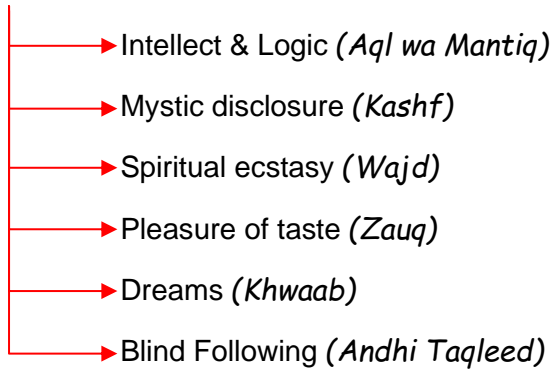 Intellect & Logic (Aql wa Mantiq)
Mystic disclosure (Kashf)
Spiritual ecstasy (Wajd)
Pleasure of taste (Zauq)
Dreams (Khwaab)
Blind Following (Andhi Taqleed)